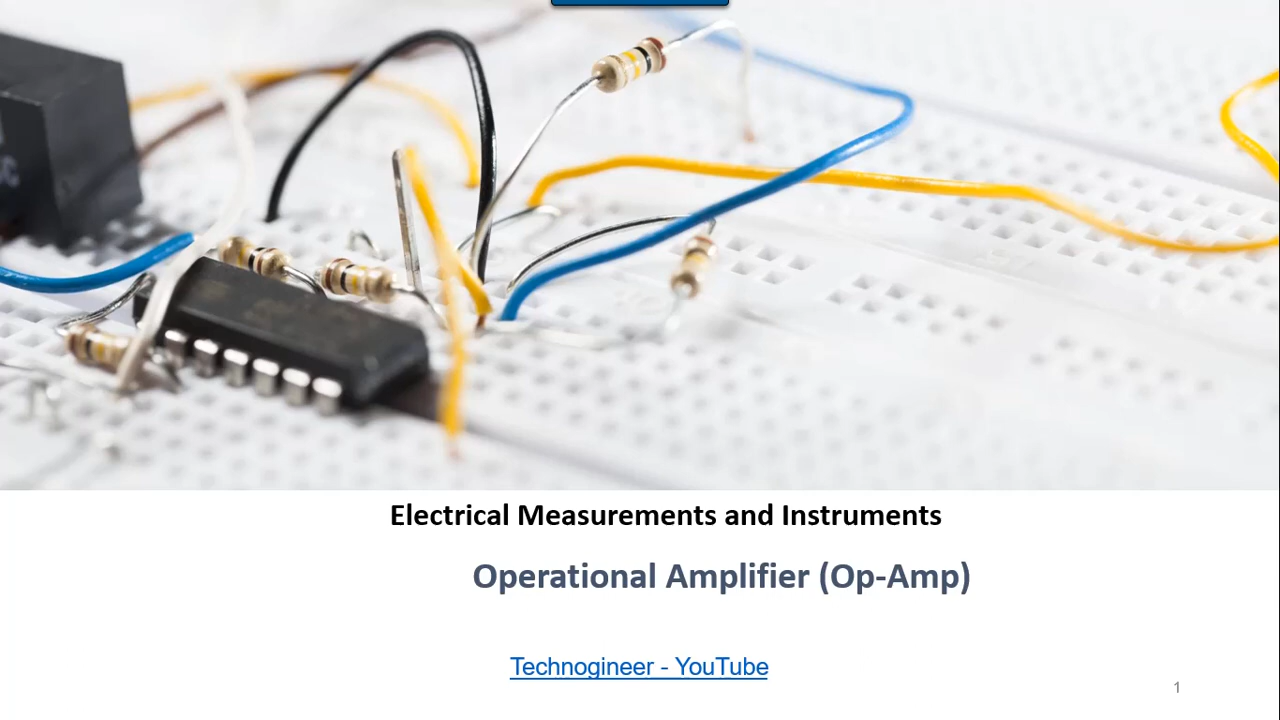 Electrical Measurements and Instruments
Operational Amplifier (Op-Amp)
Technogineer - YouTube
1